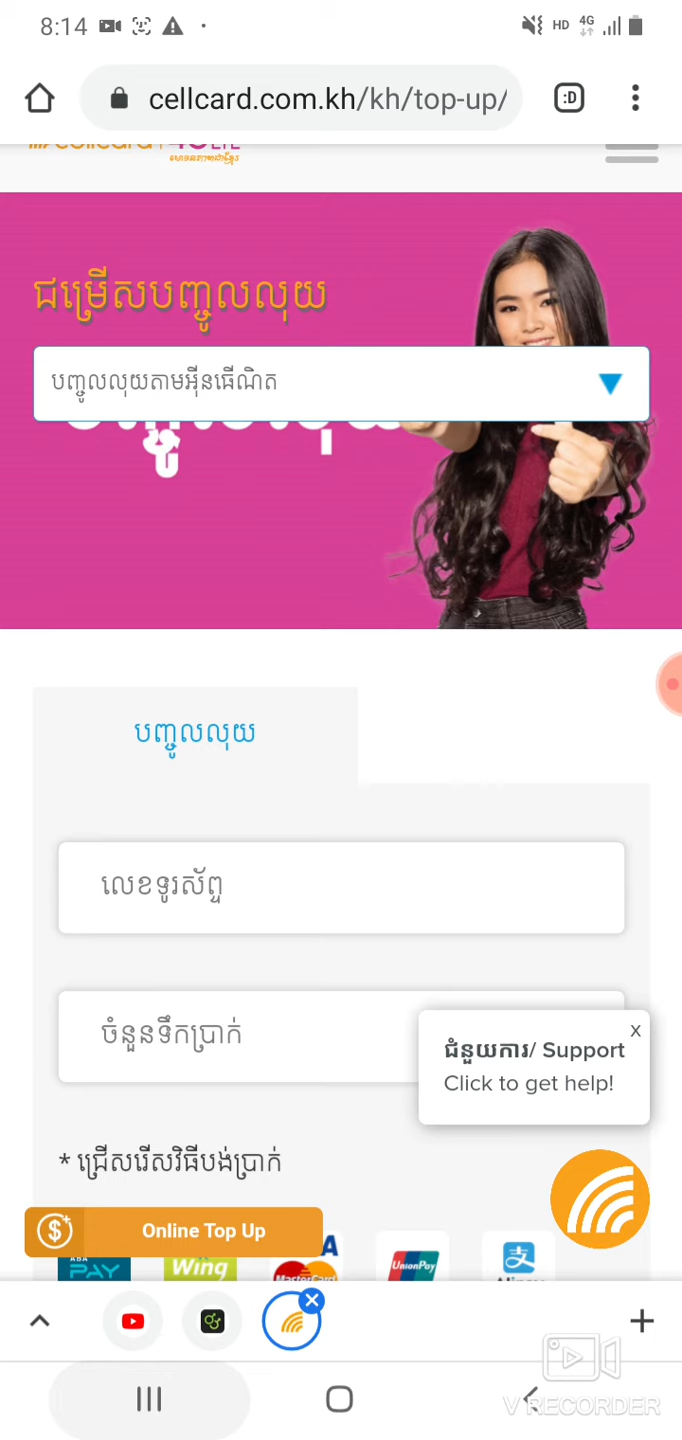 8:14
HD 4G
cellcard.com.kh/kh/top-up/
:D
ជម្រើសបញ្ចូលលុយ
បញ្ចូលលុយតាមអ៊ីនធើណិត
បញ្ចូលលុយ
លេខទូរស័ព្ទ
ចំនួនទឹកប្រាក់
x
ជំនួយការ/ Support
Click to get help!
* ជ្រើសរើសវិធីបង់ប្រាក់
Online Top Up
PAY
Wing
MasterCard
UnionPay
V RECORDER